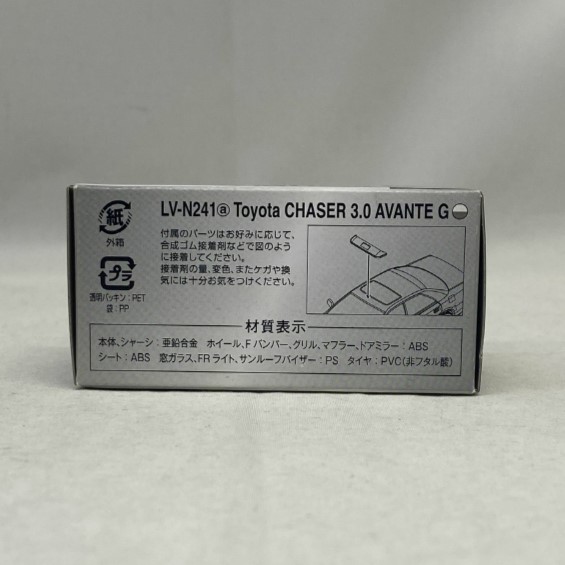 紙
外箱
プラ
透明パッキン：PET
袋：PP
LV-N241ⓐ Toyota CHASER 3.0 AVANTE G
付属のパーツはお好みに応じて、
合成ゴム接着剤などで図のよう
に接着してください。
接着剤の量、変色、またケガや換
気には十分お気をつけください。
材質表示
本体、シャーシ：亜鉛合金 ホイール、Fバンパー、グリル、マフラー、ドアミラー：ABS
シート：ABS 窓ガラス、FRライト、サンルーフバイザー：PS タイヤ：PVC(非フタル酸)